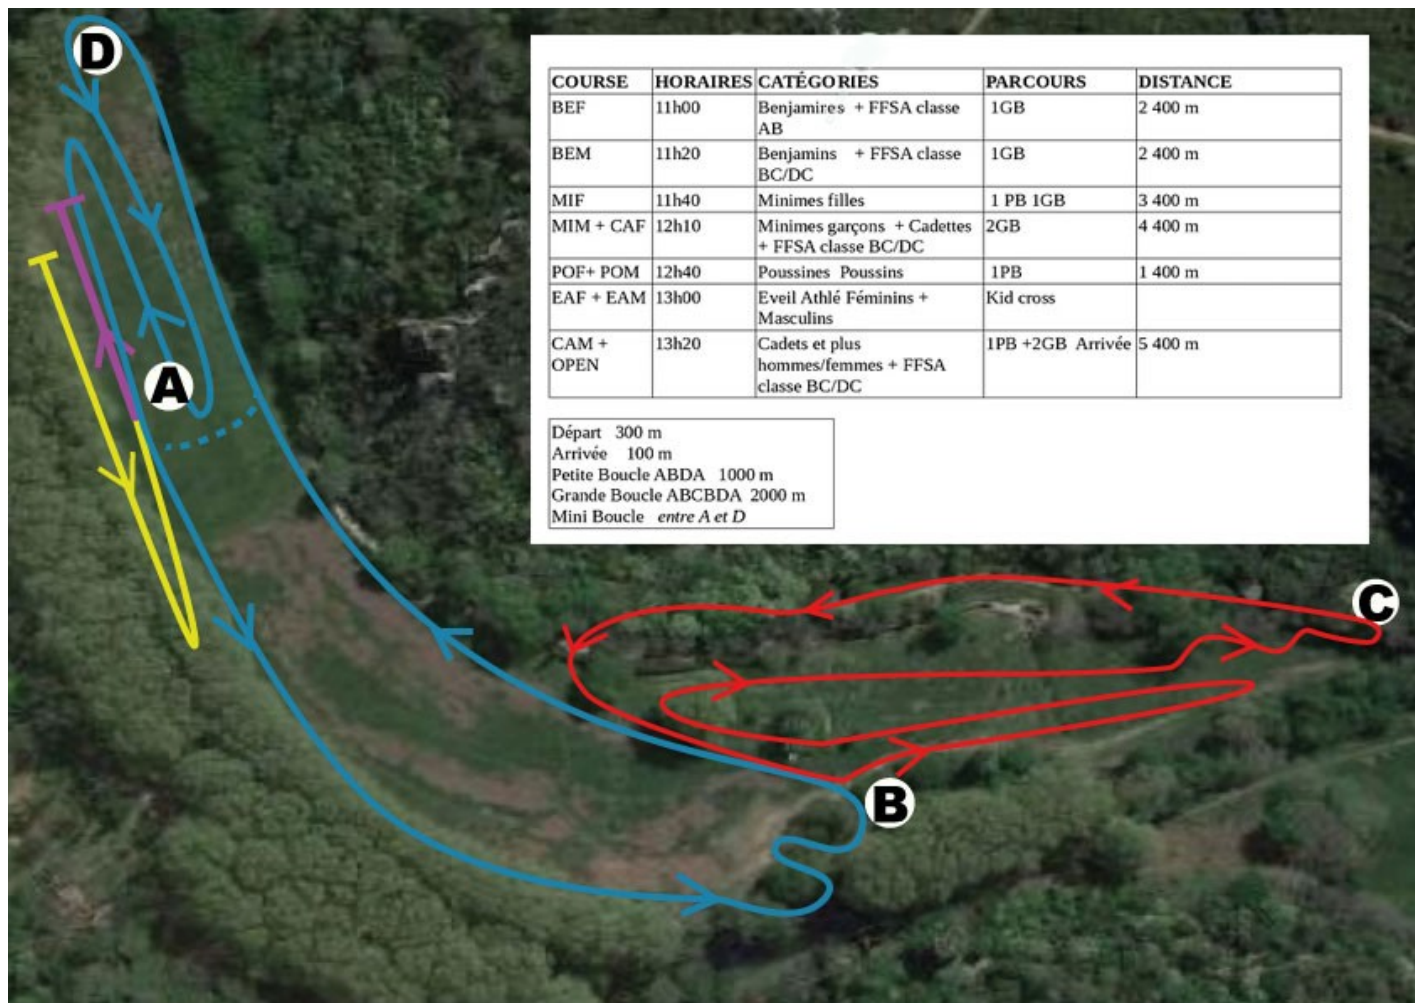 D
COURSE HORAIRES CATÉGORIES PARCOURS DISTANCE
BEF 11h00 Benjamires + FFSA classe 1GB 2 400 m
AB
BEM 11h20 Benjamins + FFSA classe 1GB 2 400 m
BC/DC
MIF 11h40 Minimes filles 1 PB 1GB 3 400 m
MIM + CAF 12h10 Minimes garçons + Cadettes 2GB 4 400 m
+ FFSA classe BC/DC
POF+ POM 12h40 Poussines Poussins 1PB 1 400 m
EAF + EAM 13h00 Eveil Athlé Féminins + Kid cross
Masculins
CAM + 13h20 Cadets et plus 1PB +2GB Arrivée 5 400 m
OPEN hommes/femmes + FFSA
classe BC/DC
A
Départ 300 m
Arrivée 100 m
Petite Boucle ABDA 1000 m
Grande Boucle ABCBDA 2000 m
Mini Boucle entre A et D
C
B